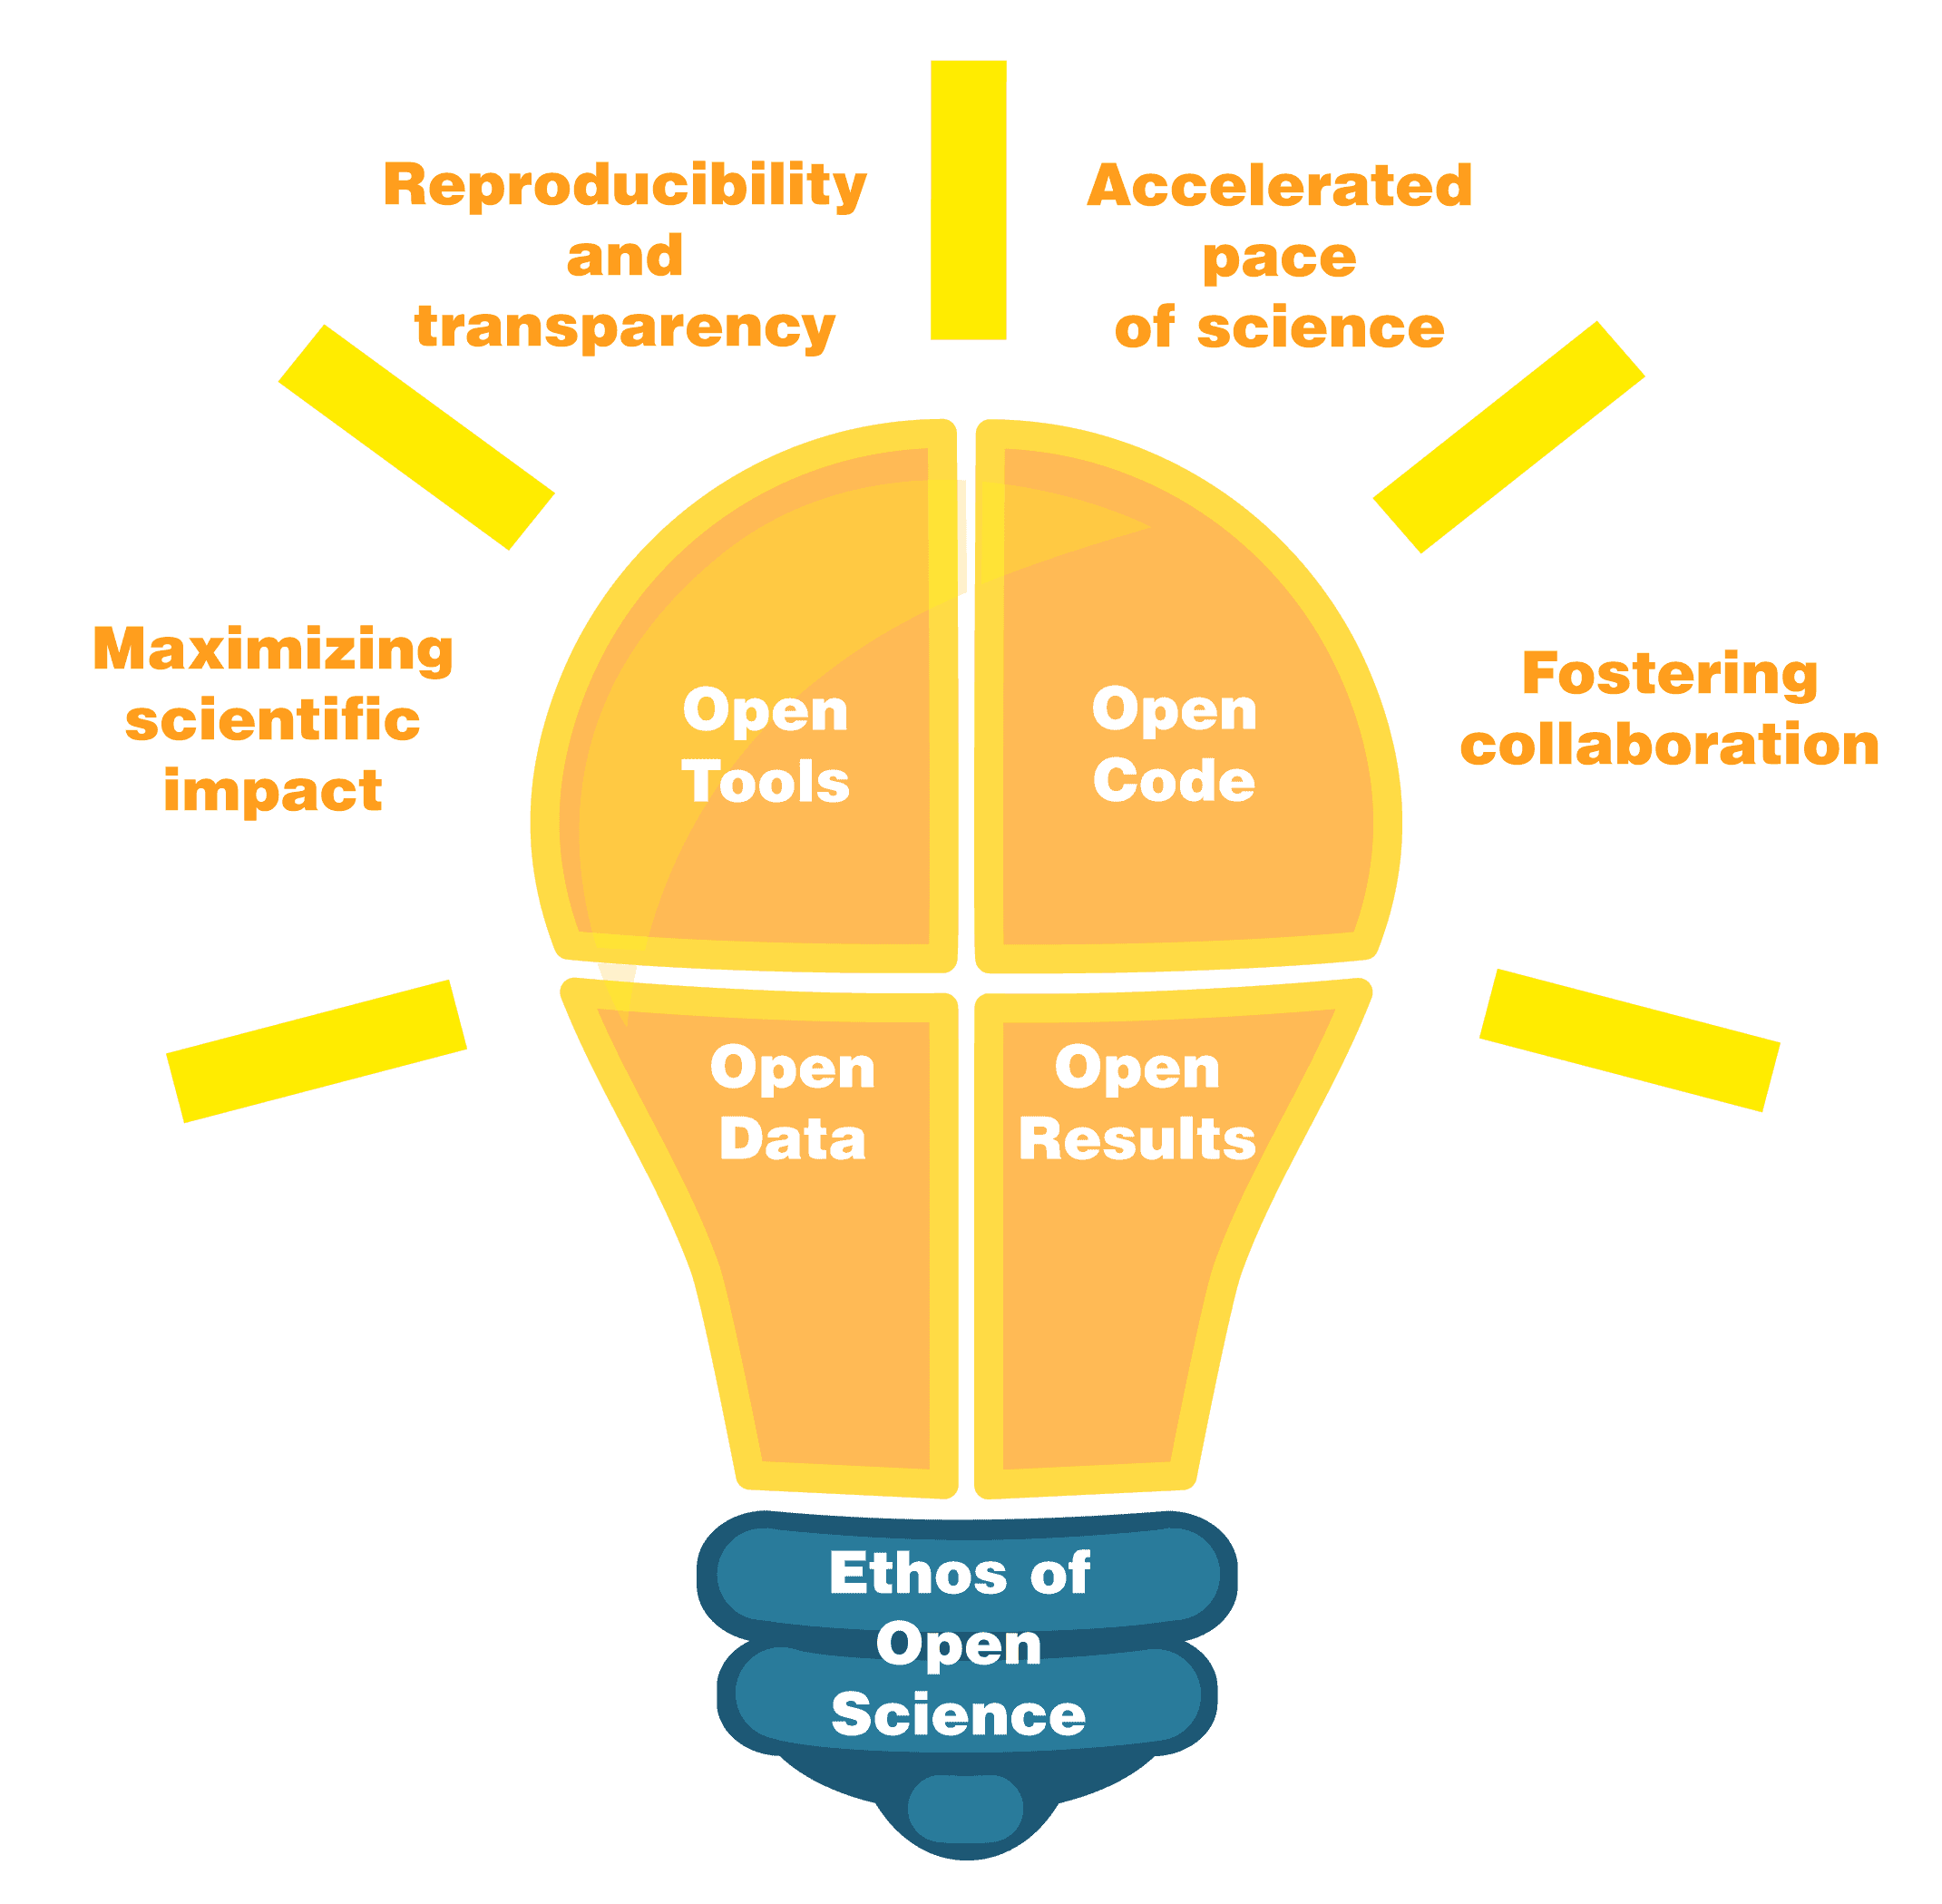 Reproducibility
and
transparency
Accelerated
pace
of science
Maximizing
scientific
impact
Fostering
collaboration
Open
Tools
Open
Code
Open
Data
Open
Results
Ethos of
Open
Science